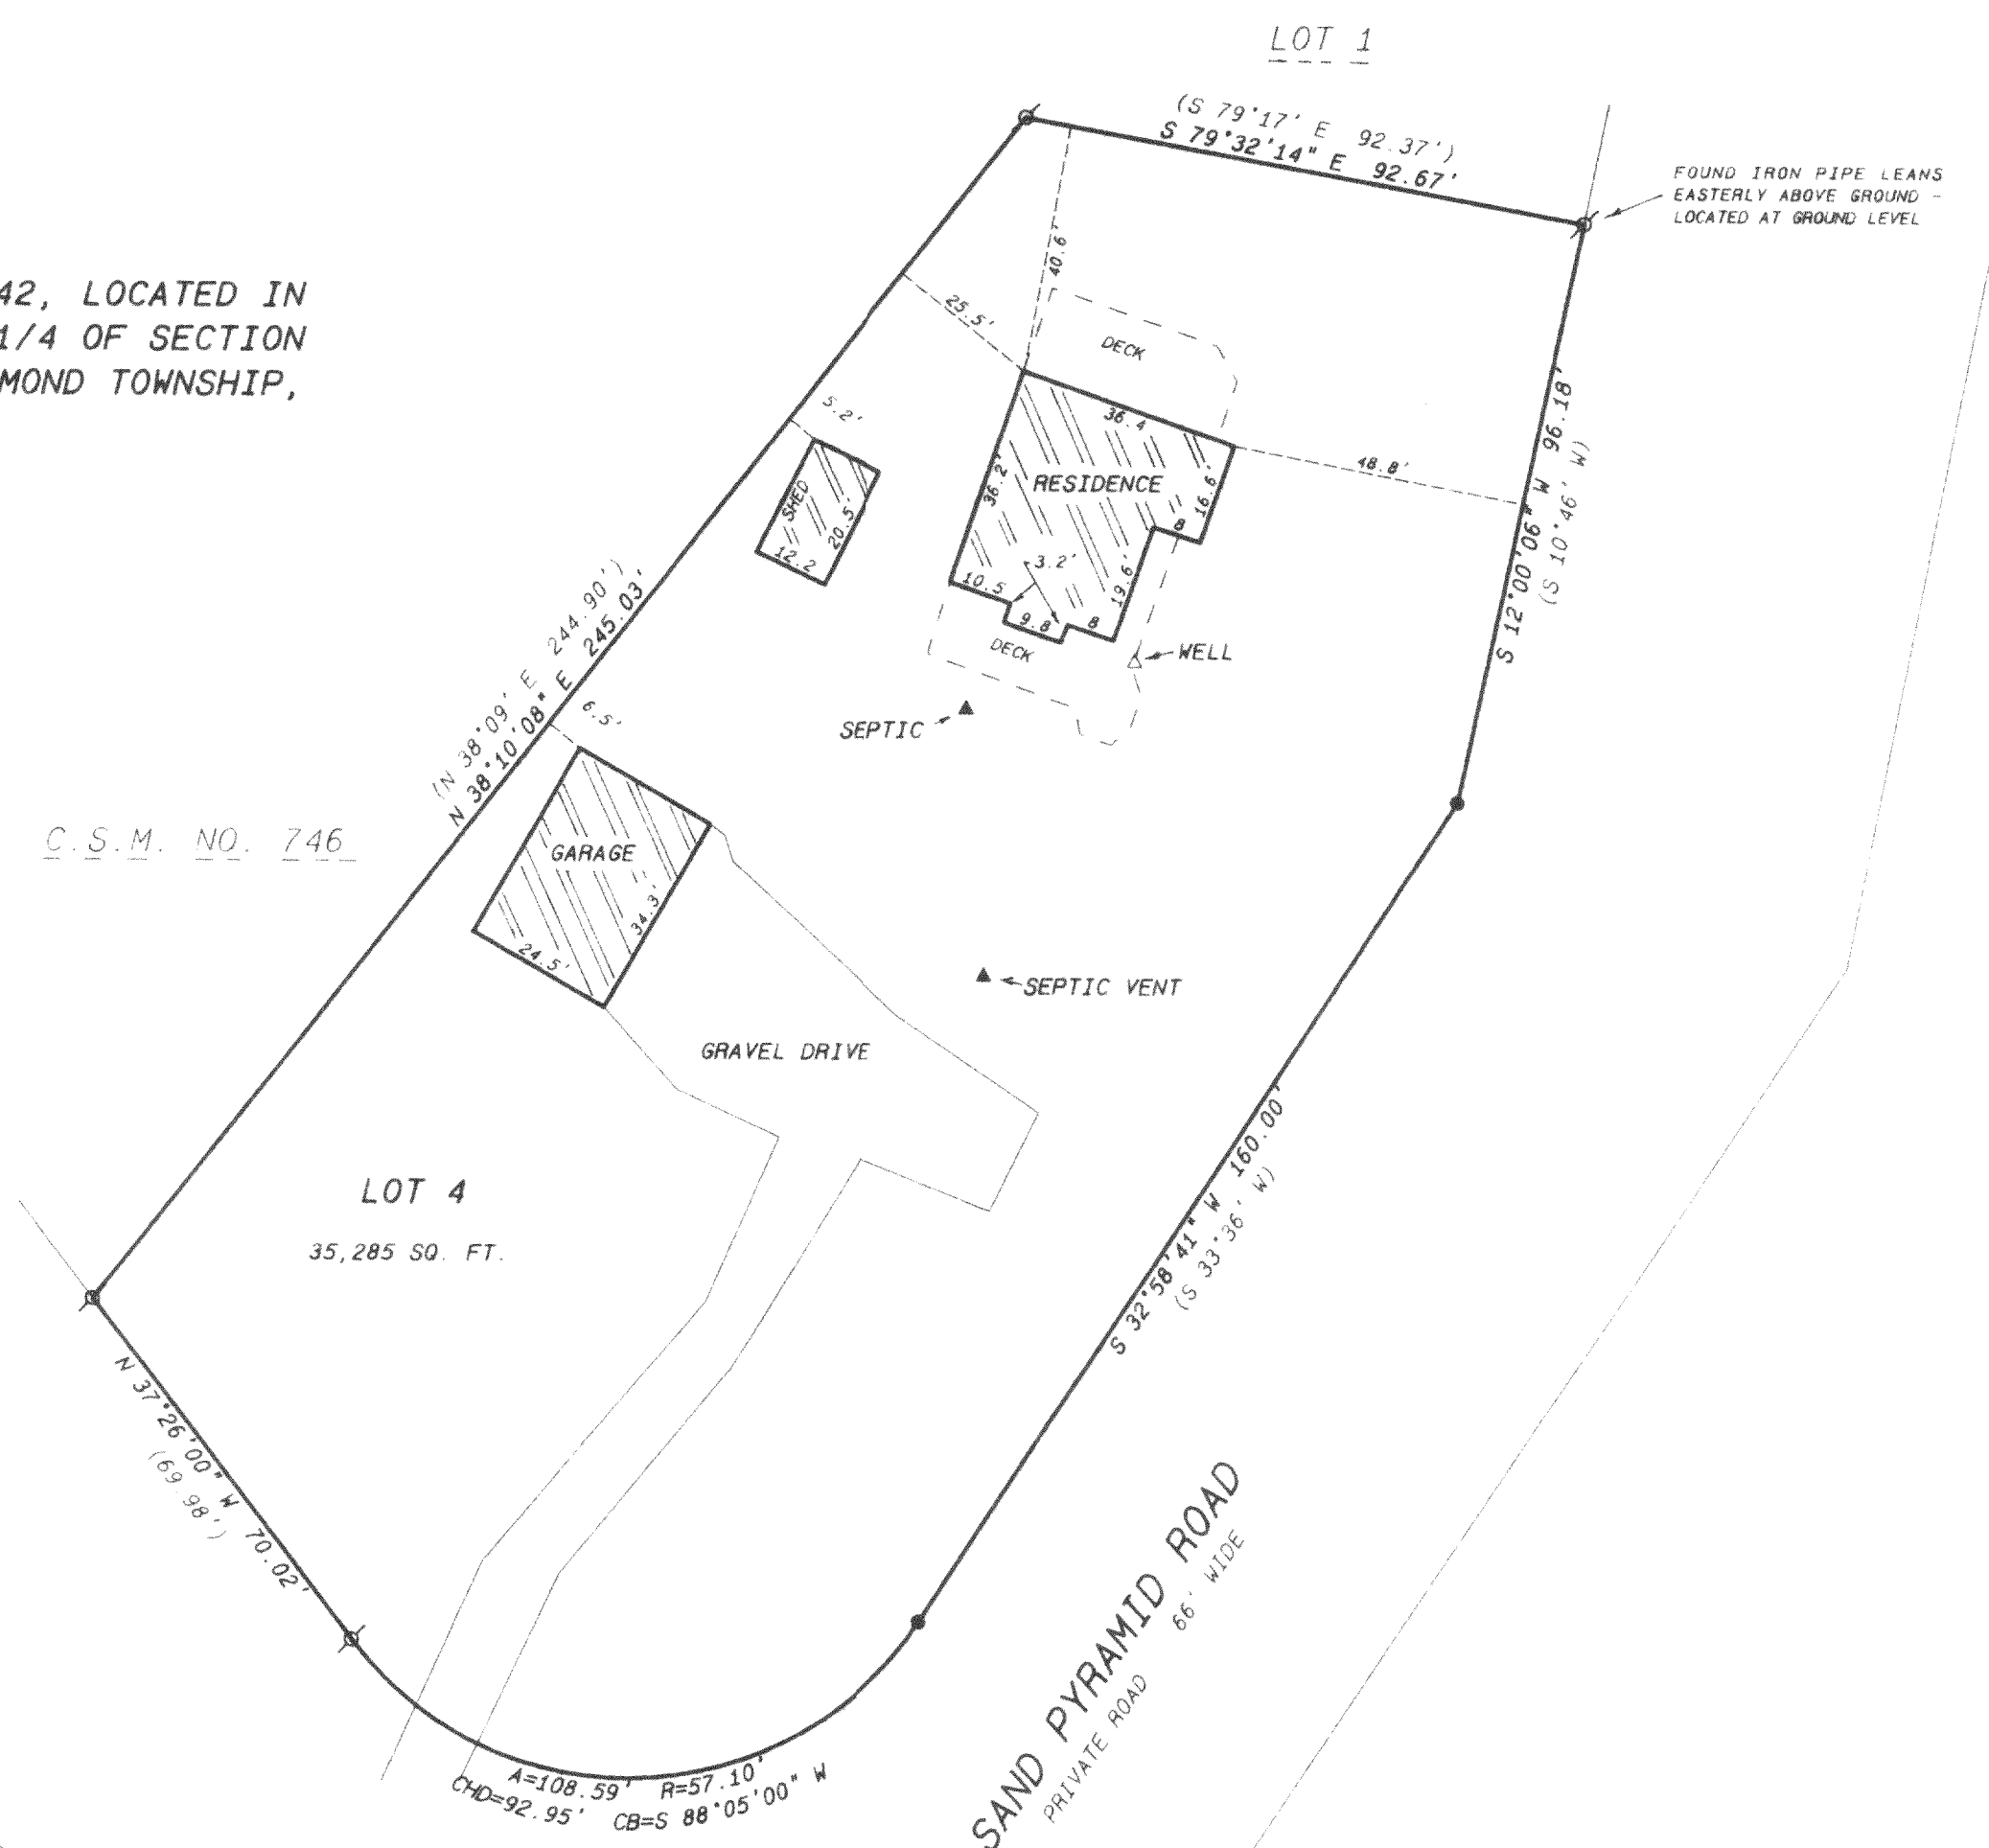 LOT 1
(S 79°17' E 92.37')
S 79°32'14" E 92.67'
FOUND IRON PIPE LEANS
EASTERLY ABOVE GROUND -
LOCATED AT GROUND LEVEL
42, LOCATED IN
1/4 OF SECTION
MOND TOWNSHIP,
40.6'
25.5'
DECK
5.2'
36.4
48.8'
S 12°00'06" W 96.18'
(S 10°46' W)
SHED
20.5'
12.2
36.2'
RESIDENCE
16.6'
8
3.2'
10.5
19.6'
9.8
8
DECK
WELL
SEPTIC
(N 38°09' E 244.90')
N 38°10'08" E 245.03'
6.5'
C.S.M. NO. 746
GARAGE
34.3'
24.5'
SEPTIC VENT
GRAVEL DRIVE
LOT 4
35,285 SQ. FT.
S 32°58'41" W 160.00'
(S 33°36' W)
N 37°26'00" W 70.02'
(69.98')
SAND PYRAMID ROAD
PRIVATE ROAD 66' WIDE
A=108.59' R=57.10'
CHD=92.95' CB=S 88°05'00" W